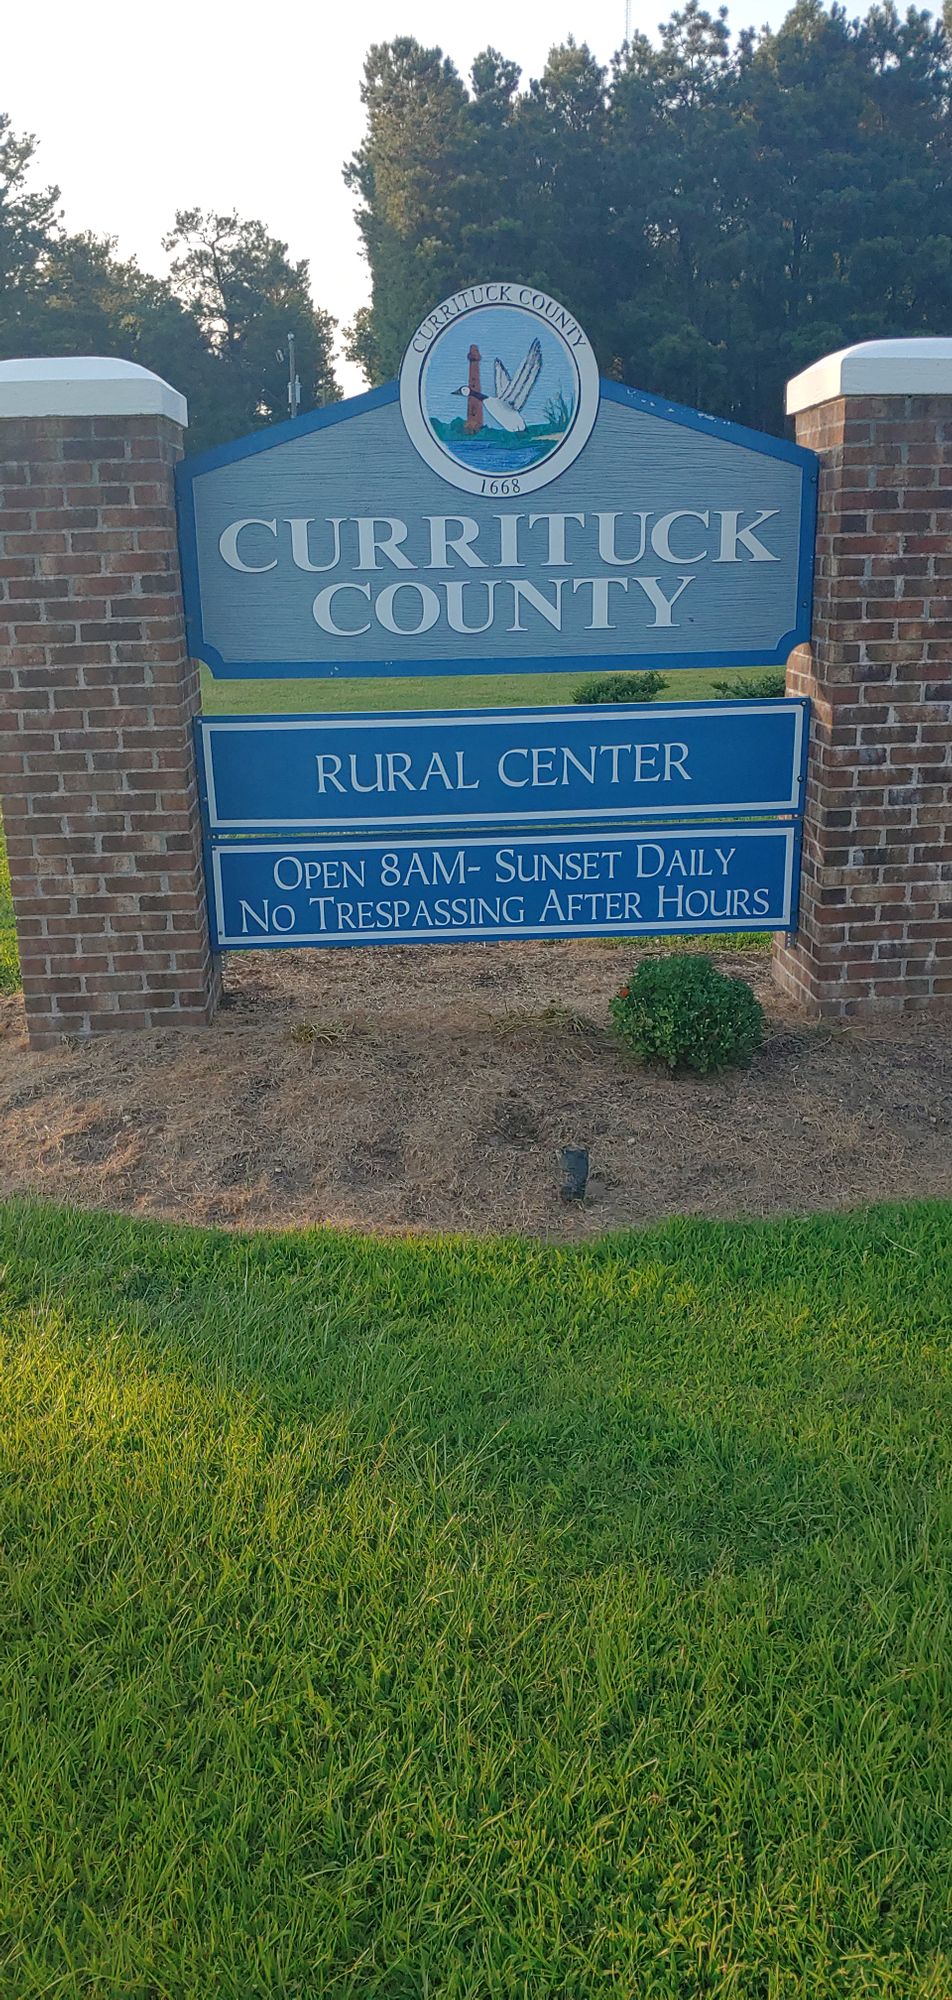 CURRITUCK COUNTY
1668
CURRITUCK
COUNTY
RURAL CENTER
OPEN 8AM- SUNSET DAILY
NO TRESPASSING AFTER HOURS